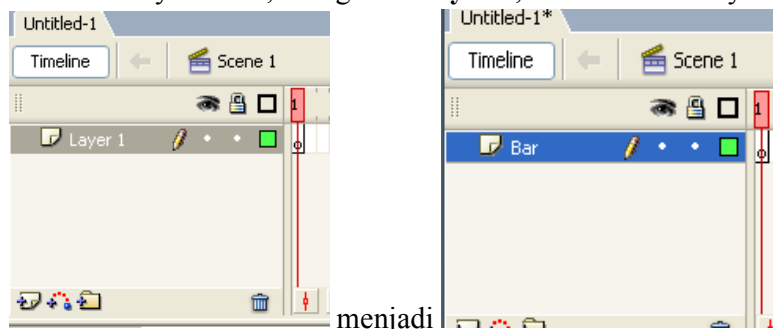 Untitled-1
Timeline
Scene 1
1
Layer 1
menjadi
Untitled-1*
Timeline
Scene 1
1
Bar